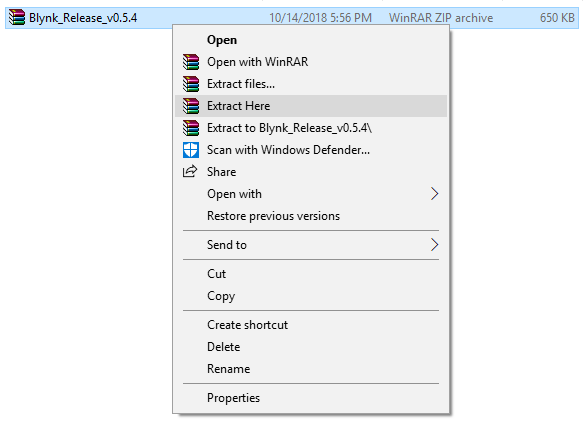 Blynk_Release_v0.5.4 10/14/2018 5:56 PM WinRAR ZIP archive 650 KB
Open
Open with WinRAR
Extract files...
Extract Here
Extract to Blynk_Release_v0.5.4\
Scan with Windows Defender...
Share
Open with
Restore previous versions
Send to
Cut
Copy
Create shortcut
Delete
Rename
Properties